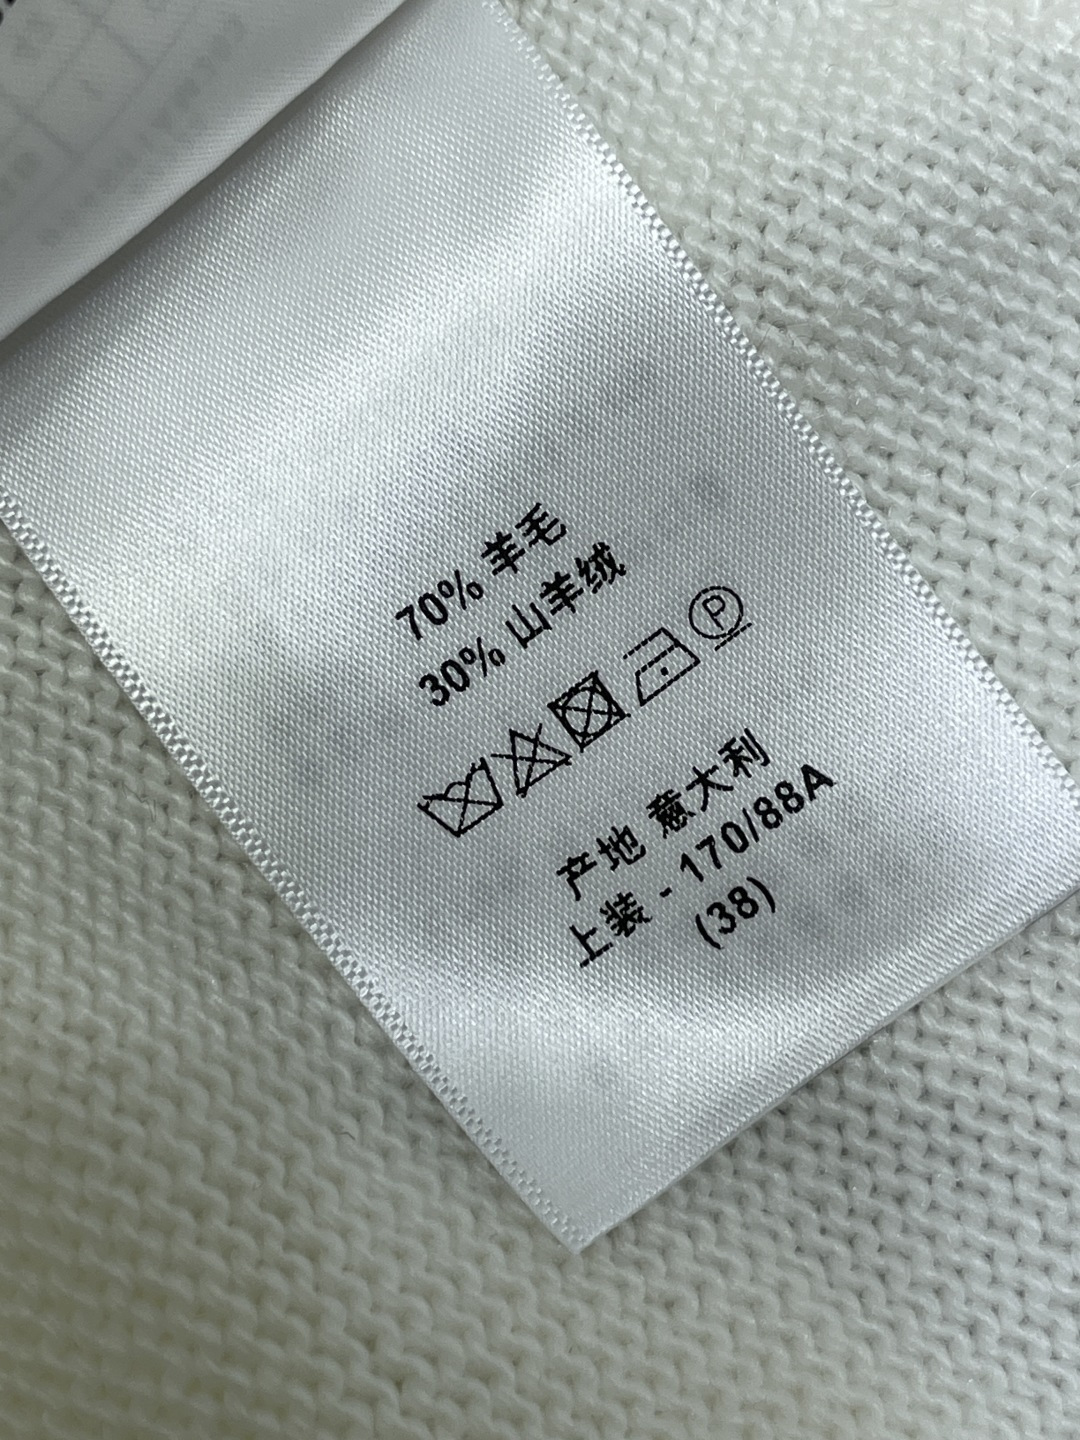 70% 羊毛
30% 山羊绒
P
产地 意大利
上装 - 170/88A
(38)